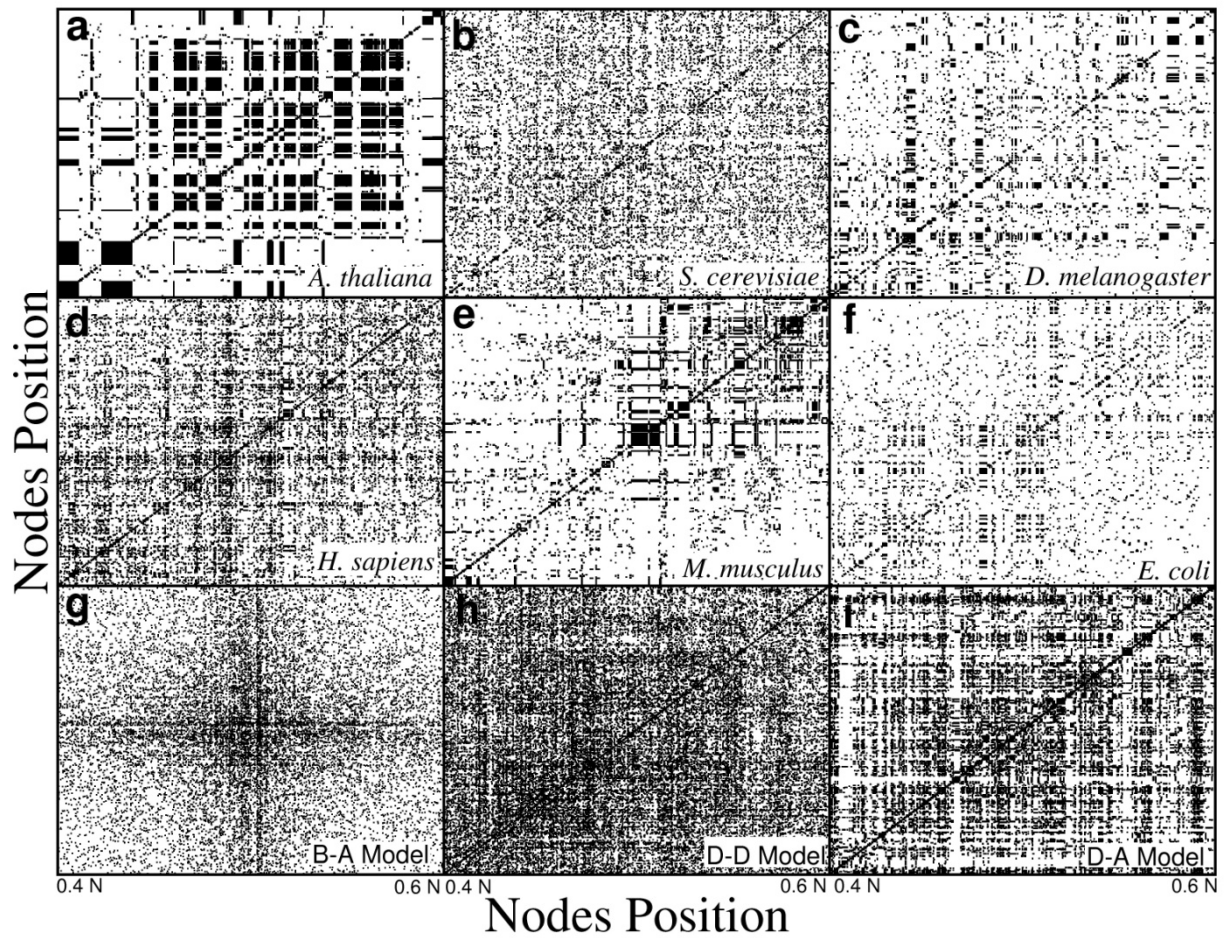 a
b
c
A. thaliana
S. cerevisiae
D. melanogaster
d
e
f
H. sapiens
M. musculus
E. coli
g
h
i
B-A Model
D-D Model
D-A Model
0.4 N
0.6 N
0.4 N
0.6 N
0.4 N
0.6 N
Nodes Position
Nodes Position